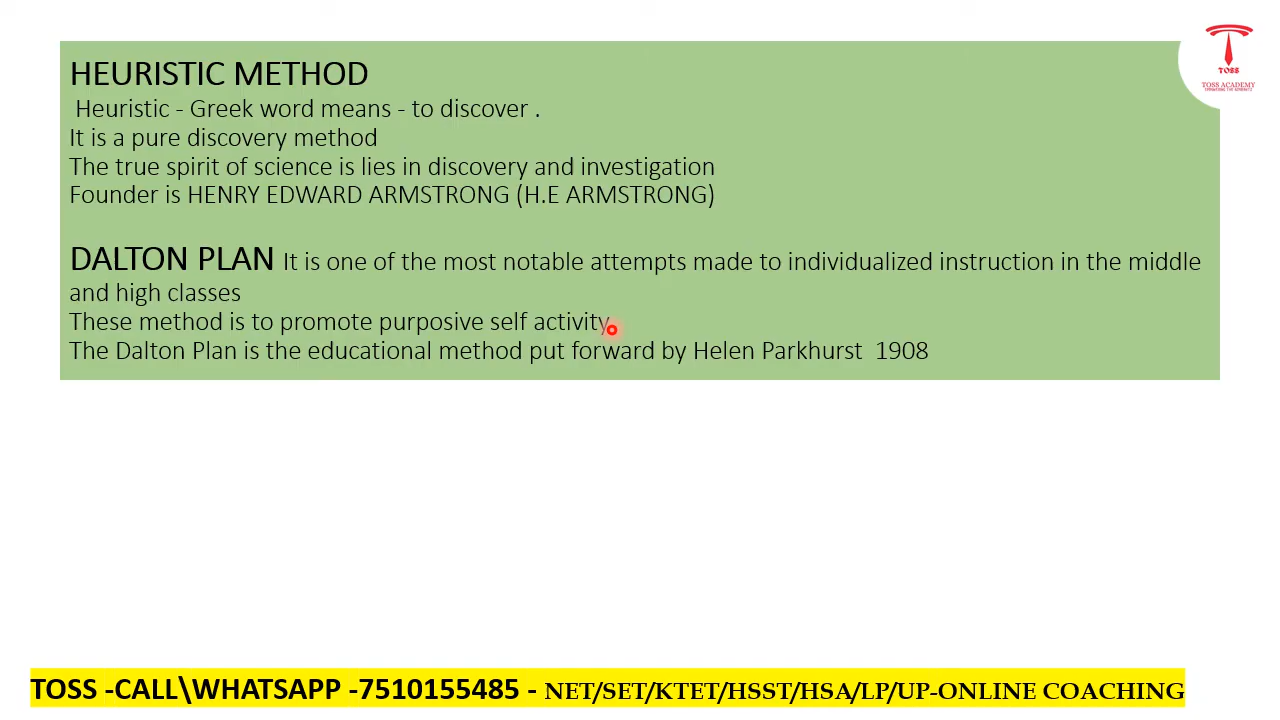 HEURISTIC METHOD
Heuristic - Greek word means - to discover .
It is a pure discovery method
The true spirit of science is lies in discovery and investigation
Founder is HENRY EDWARD ARMSTRONG (H.E ARMSTRONG)
DALTON PLAN It is one of the most notable attempts made to individualized instruction in the middle
and high classes
These method is to promote purposive self activity
The Dalton Plan is the educational method put forward by Helen Parkhurst 1908
TOSS
TOSS ACADEMY
TOSS -CALL\WHATSAPP -7510155485 - NET/SET/KTET/HSST/HSA/LP/UP-ONLINE COACHING